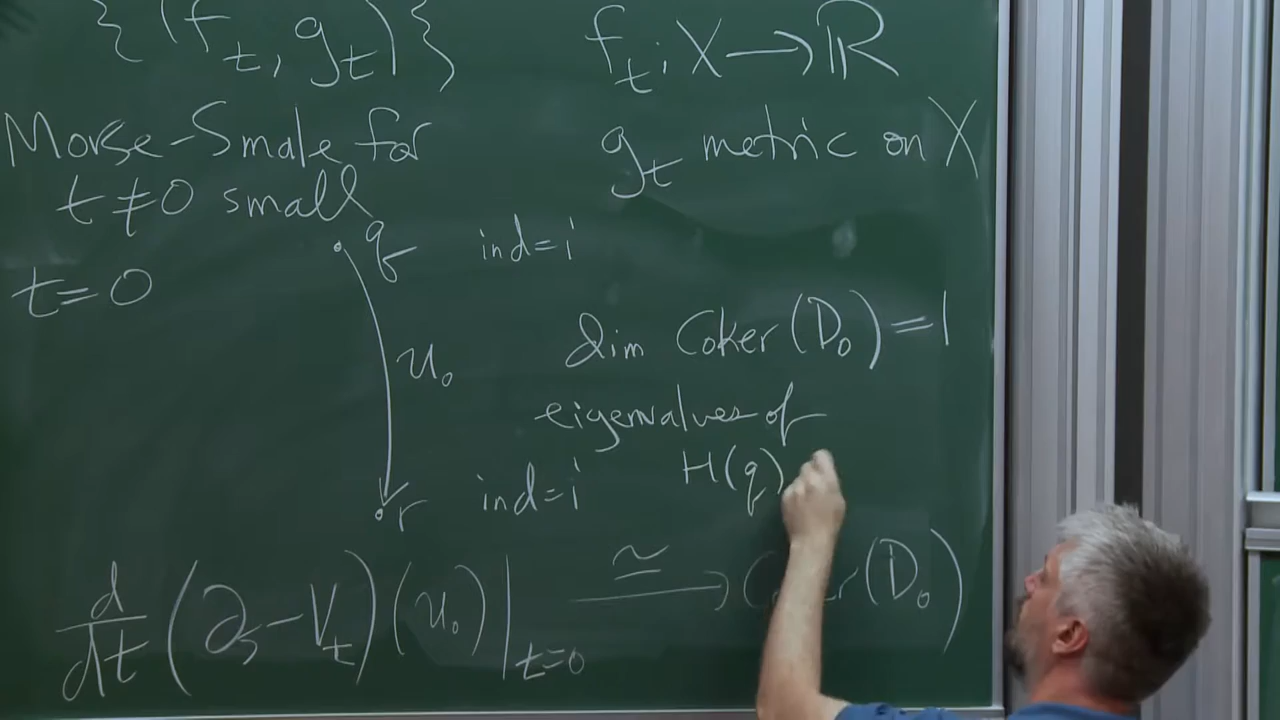 {(f_t, g_t)}
f_t: X → ℝ
Morse-Smale for
t ≠ 0 small
g_t metric on X
q ind=i
t = 0
dim Coker(D_0) = 1
u_0
eigenvalues of
H(q)
r ind=i
d/dt (∂_s - V_t)(u_0)|_{t=0} ≅ → (D_0)